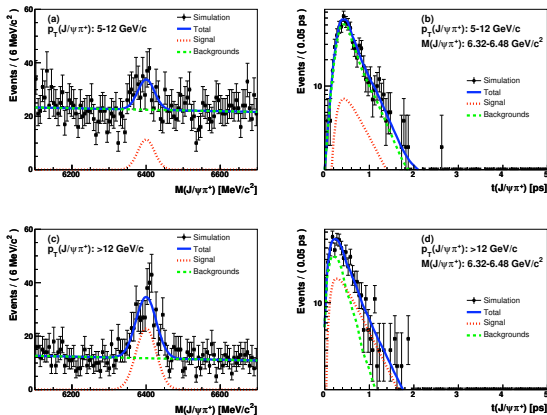 (a)
p_T(J/ψπ⁺): 5-12 GeV/c
Simulation
Total
Signal
Backgrounds
Events / ( 6 MeV/c²)
60
40
20
0
6200 6400 6600
M(J/ψπ⁺) [MeV/c²]
(b)
p_T(J/ψπ⁺): 5-12 GeV/c
M(J/ψπ⁺): 6.32-6.48 GeV/c²
Simulation
Total
Signal
Backgrounds
Events / ( 0.05 ps)
10
0 1 2 3 4 5
t(J/ψπ⁺) [ps]
(c)
p_T(J/ψπ⁺): >12 GeV/c
Simulation
Total
Signal
Backgrounds
Events / ( 6 MeV/c²)
60
40
20
0
6200 6400 6600
M(J/ψπ⁺) [MeV/c²]
(d)
p_T(J/ψπ⁺): >12 GeV/c
M(J/ψπ⁺): 6.32-6.48 GeV/c²
Simulation
Total
Signal
Backgrounds
Events / ( 0.05 ps)
10
0 1 2 3 4 5
t(J/ψπ⁺) [ps]